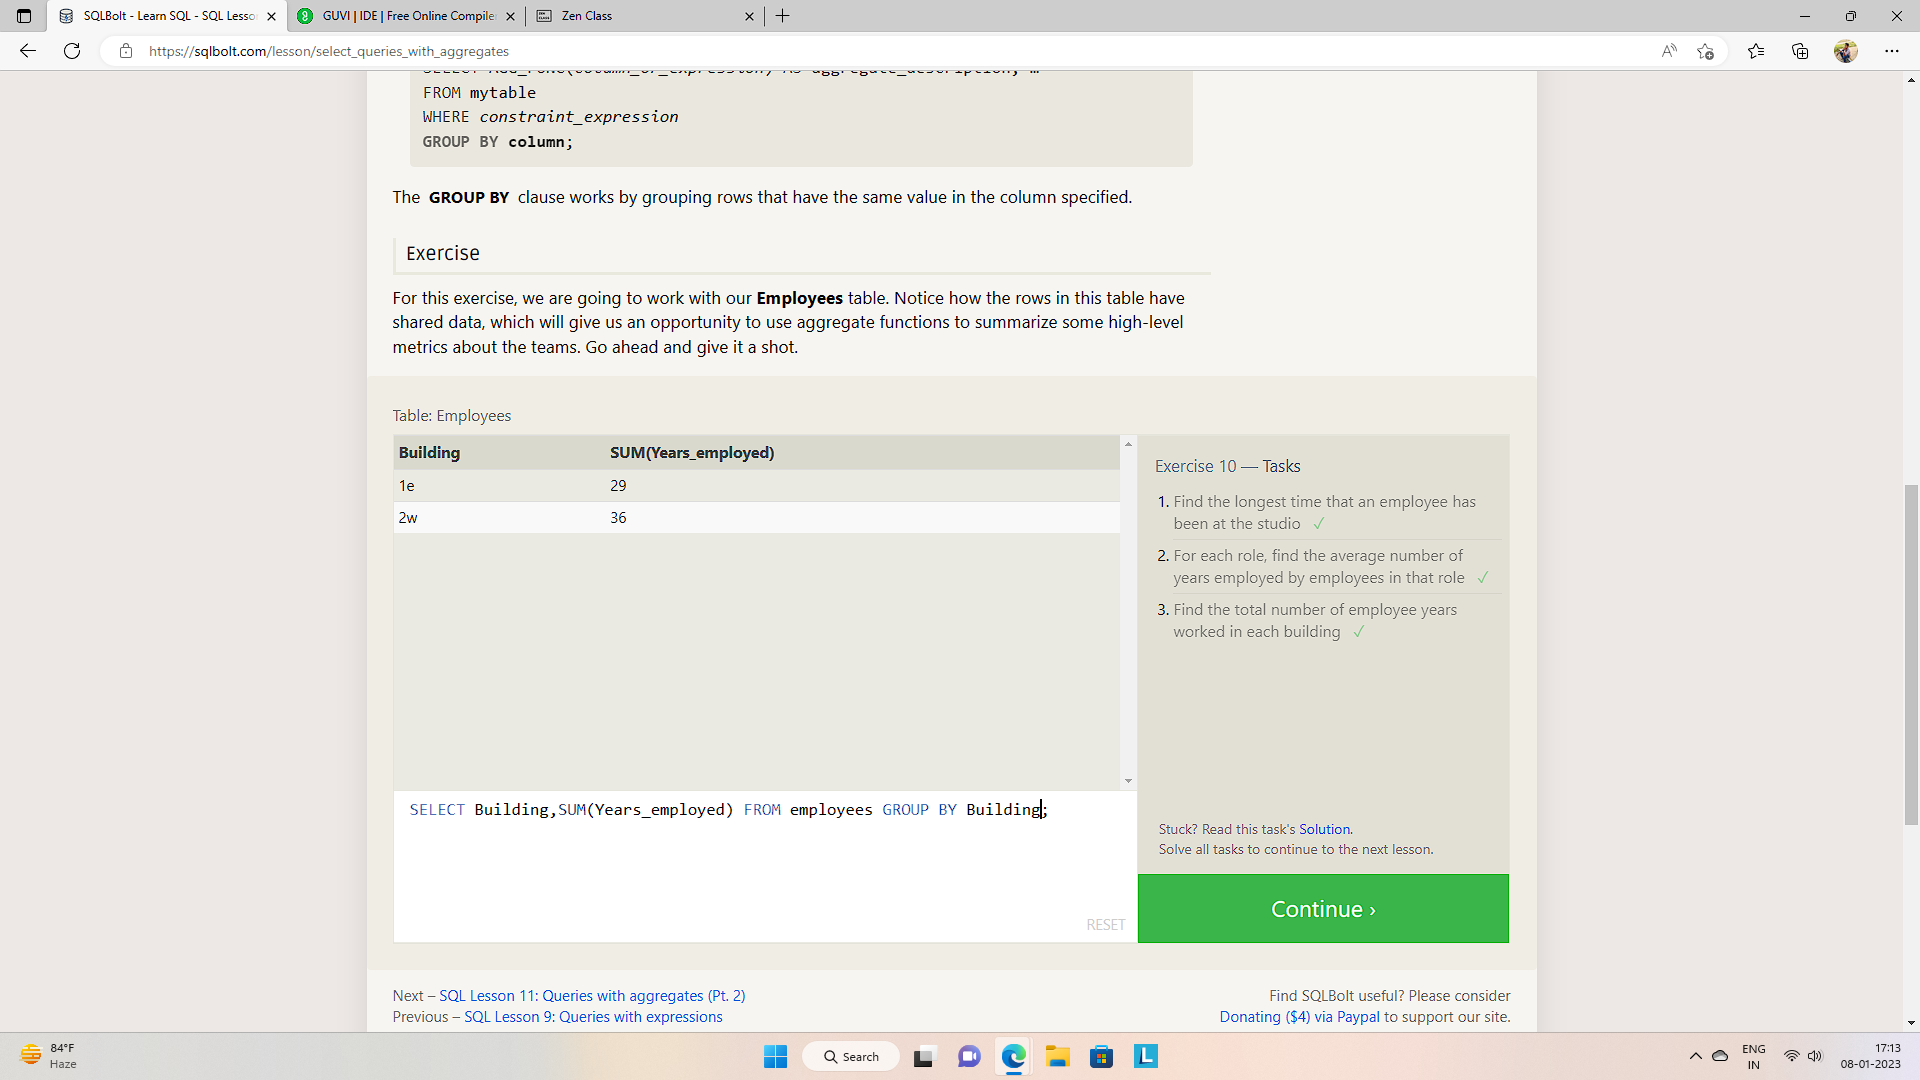 SQLBolt - Learn SQL - SQL Lesso
GUVI | IDE | Free Online Compiler
Zen Class
https://sqlbolt.com/lesson/select_queries_with_aggregates
SELECT AGG_FUNC(column_or_expression) AS aggregate_description, …
FROM mytable
WHERE constraint_expression
GROUP BY column;
The GROUP BY clause works by grouping rows that have the same value in the column specified.
Exercise
For this exercise, we are going to work with our Employees table. Notice how the rows in this table have
shared data, which will give us an opportunity to use aggregate functions to summarize some high-level
metrics about the teams. Go ahead and give it a shot.
Table: Employees
Building SUM(Years_employed)
1e 29
2w 36
SELECT Building,SUM(Years_employed) FROM employees GROUP BY Building;
RESET
Exercise 10 — Tasks
1. Find the longest time that an employee has
been at the studio ✓
2. For each role, find the average number of
years employed by employees in that role ✓
3. Find the total number of employee years
worked in each building ✓
Stuck? Read this task's Solution.
Solve all tasks to continue to the next lesson.
Continue ›
Next – SQL Lesson 11: Queries with aggregates (Pt. 2)
Previous – SQL Lesson 9: Queries with expressions
Find SQLBolt useful? Please consider
Donating ($4) via Paypal to support our site.
84°F
Haze
Search
ENG
IN
17:13
08-01-2023